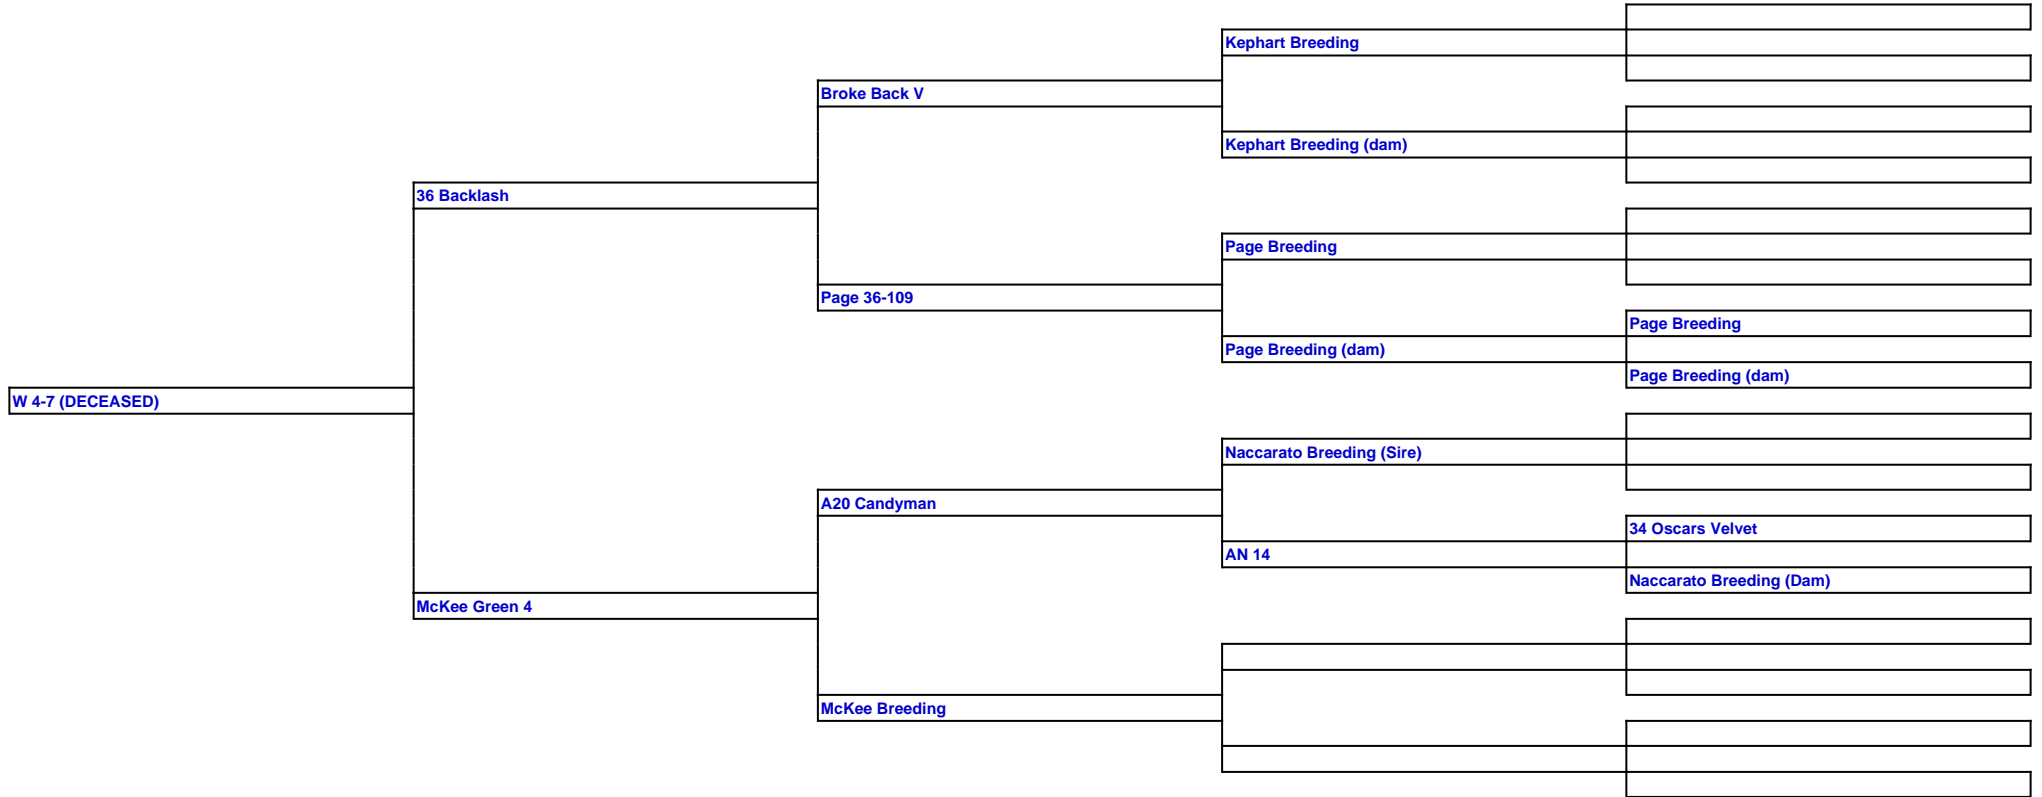 Kephart Breeding
Broke Back V
Kephart Breeding (dam)
36 Backlash
Page Breeding
Page 36-109
Page Breeding
Page Breeding (dam)
Page Breeding (dam)
W 4-7 (DECEASED)
Naccarato Breeding (Sire)
A20 Candyman
34 Oscars Velvet
AN 14
Naccarato Breeding (Dam)
McKee Green 4
McKee Breeding